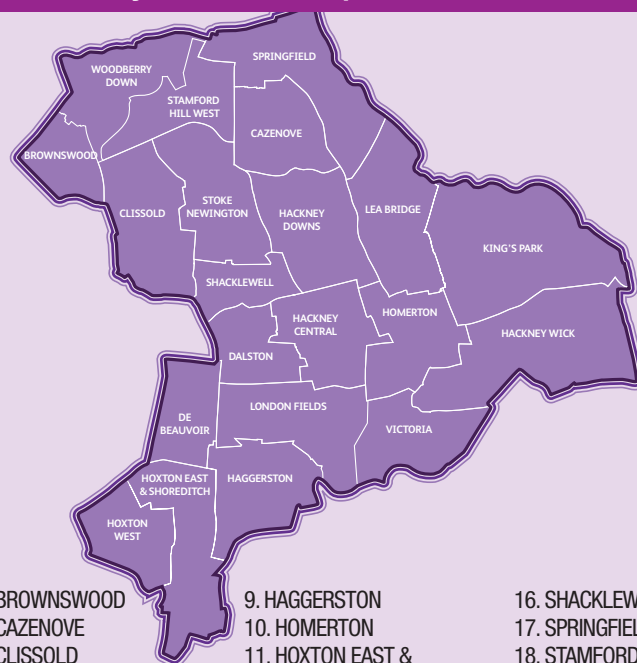 SPRINGFIELD
WOODBERRY
DOWN
STAMFORD
HILL WEST
CAZENOVE
BROWNSWOOD
CLISSOLD
STOKE
NEWINGTON
HACKNEY
DOWNS
LEA BRIDGE
KING'S PARK
SHACKLEWELL
HACKNEY
CENTRAL
HOMERTON
HACKNEY WICK
DALSTON
LONDON FIELDS
DE
BEAUVOIR
VICTORIA
HOXTON EAST
& SHOREDITCH
HAGGERSTON
HOXTON
WEST
BROWNSWOOD
CAZENOVE
CLISSOLD
9. HAGGERSTON
10. HOMERTON
11. HOXTON EAST &
16. SHACKLEW
17. SPRINGFIEL
18. STAMFORD